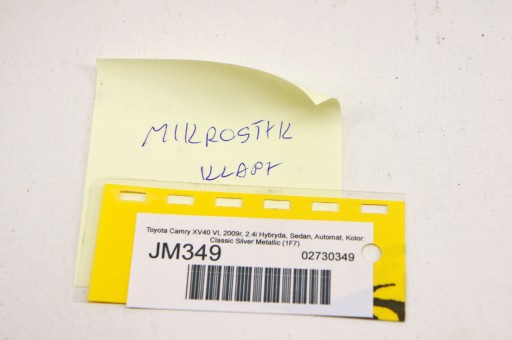 MIKROSTYK
KLAPY
Toyota Camry XV40 VI, 2009r, 2.4i Hybryda, Sedan, Automat, Kolor:
Classic Silver Metallic (1F7)
JM349 02730349